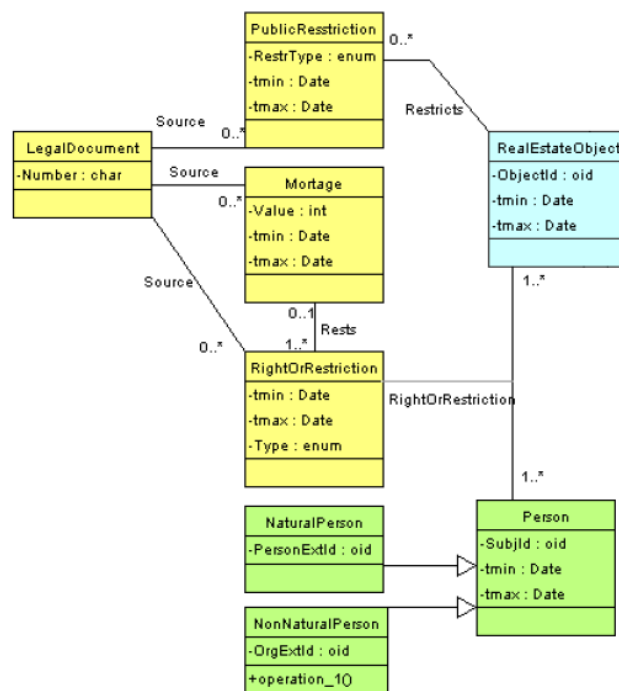 PublicResstriction
-RestrType : enum
-tmin : Date
-tmax : Date
0..*
Restricts
Source
0..*
LegalDocument
-Number : char
Source
0..*
Mortage
-Value : int
-tmin : Date
-tmax : Date
RealEstateObject
-ObjectId : oid
-tmin : Date
-tmax : Date
Source
0..*
0..1
Rests
1..*
1..*
RightOrRestriction
-tmin : Date
-tmax : Date
-Type : enum
RightOrRestriction
1..*
NaturalPerson
-PersonExtId : oid
Person
-SubjId : oid
-tmin : Date
-tmax : Date
NonNaturalPerson
-OrgExtId : oid
+operation_1()